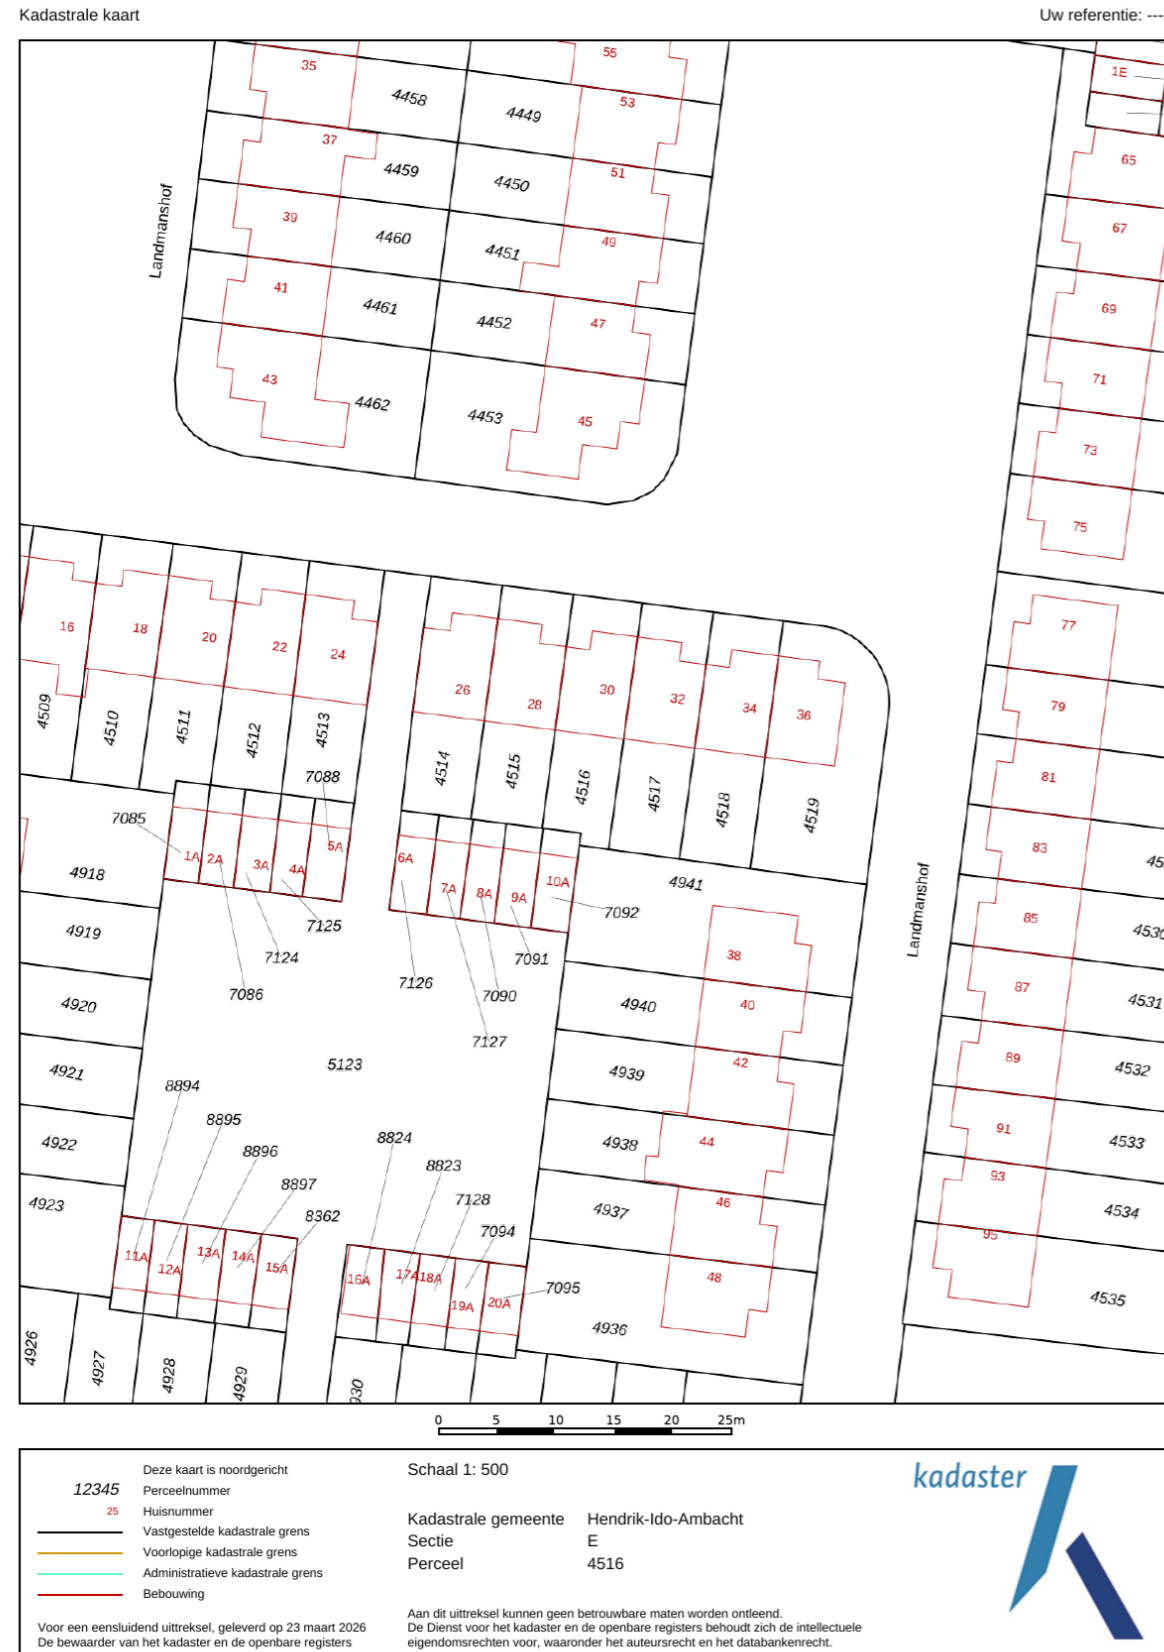 Kadastrale kaart
Uw referentie: ---
35
55
1E
4458
4449
53
37
4459
4450
51
65
Landmanshof
39
4460
4451
49
67
41
4461
4452
47
69
43
4462
4453
45
71
73
75
16
18
20
22
24
26
28
30
32
34
36
77
79
4509
4510
4511
4512
4513
4514
4515
4516
4517
4518
4519
7088
81
7085
1A
2A
3A
4A
5A
6A
7A
8A
9A
10A
83
4918
4941
7092
85
Landmanshof
4919
7125
7124
7086
7126
7091
7090
7127
38
4530
4920
4940
40
87
4531
4921
5123
4939
42
89
4532
8894
8895
8896
8897
8362
8824
8823
7128
7094
4922
4938
44
91
4533
4923
4937
46
93
4534
11A
12A
13A
14A
15A
16A
17A
18A
19A
20A
7095
48
95
4535
4936
4926
4927
4928
4929
930
0 5 10 15 20 25m
Deze kaart is noordgericht
12345 Perceelnummer
25 Huisnummer
Vastgestelde kadastrale grens
Voorlopige kadastrale grens
Administratieve kadastrale grens
Bebouwing
Voor een eensluidend uittreksel, geleverd op 23 maart 2026
De bewaarder van het kadaster en de openbare registers
Schaal 1: 500
Kadastrale gemeente Hendrik-Ido-Ambacht
Sectie E
Perceel 4516
Aan dit uittreksel kunnen geen betrouwbare maten worden ontleend.
De Dienst voor het kadaster en de openbare registers behoudt zich de intellectuele
eigendomsrechten voor, waaronder het auteursrecht en het databankenrecht.
kadaster